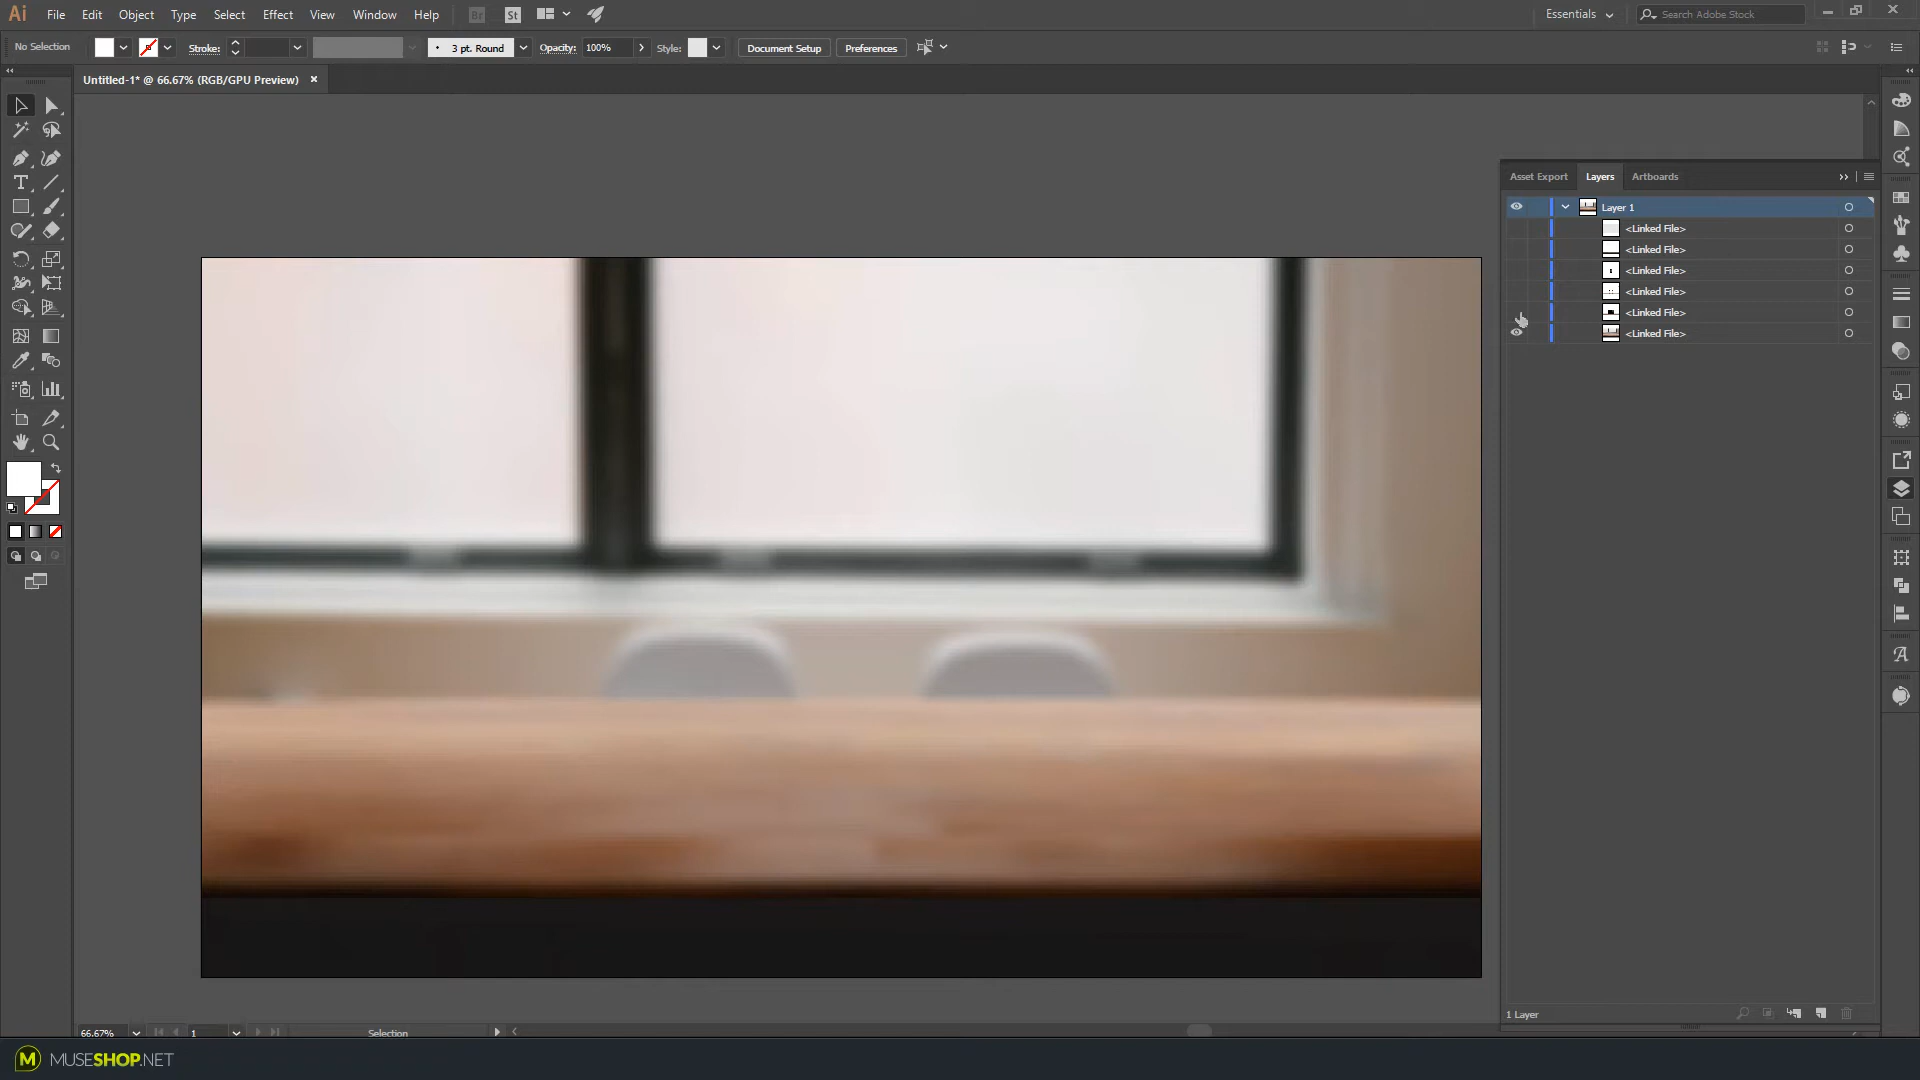 Ai File Edit Object Type Select Effect View Window Help Br St Essentials Search Adobe Stock
No Selection Stroke: 3 pt. Round Opacity: 100% Style: Document Setup Preferences
Untitled-1* @ 66.67% (RGB/GPU Preview)
Asset Export Layers Artboards
Layer 1
<Linked File>
<Linked File>
<Linked File>
<Linked File>
<Linked File>
<Linked File>
1 Layer
66.67% 1 Selection
M MUSESHOP.NET